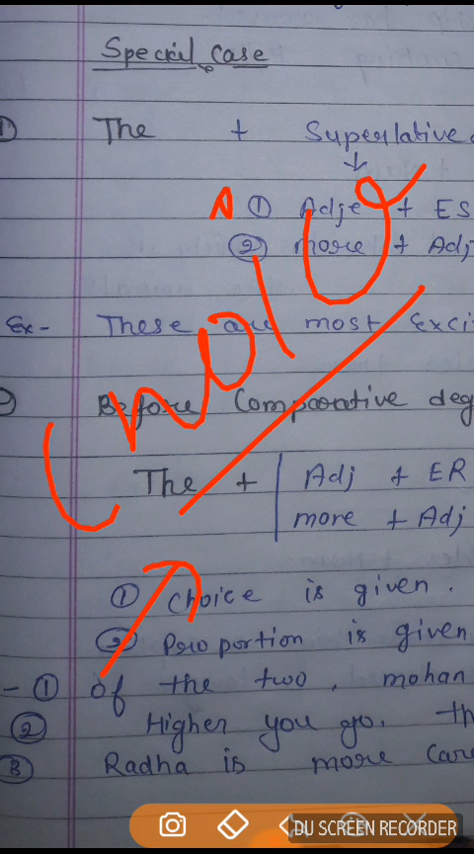 Special case
① The + Superlative
A ① Adje + ES
② more + Adj
Ex- These are most Exci
② Before Comparative deg
The + Adj + ER
more + Adj
① choice is given.
② Proportion is given
- ① of the two, mohan
② Higher you go. th
③ Radha is more Care
DU SCREEN RECORDER